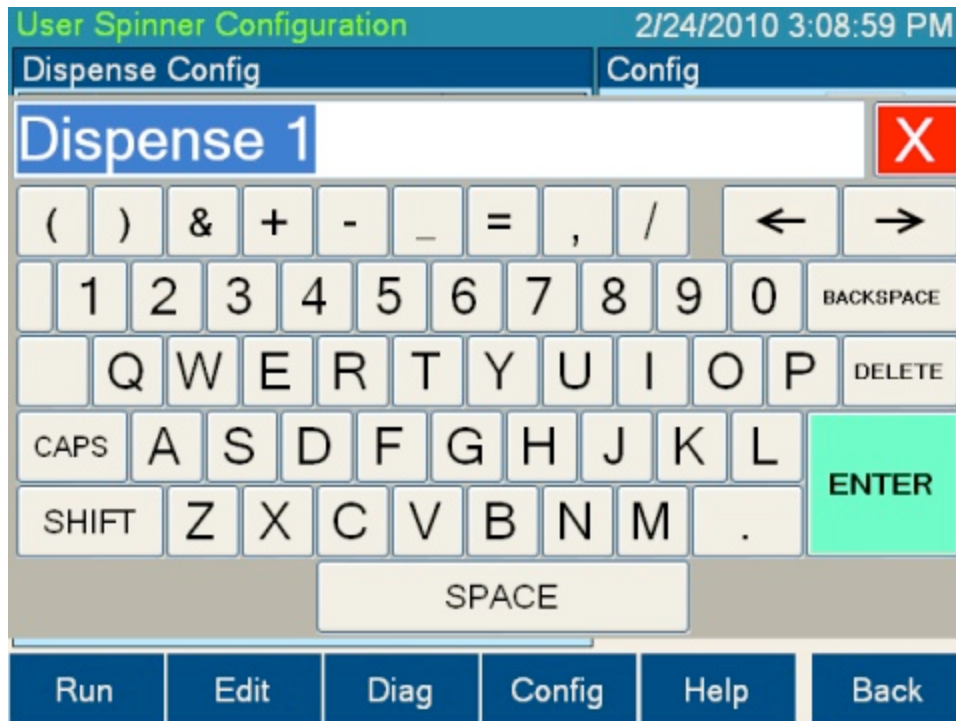 User Spinner Configuration 2/24/2010 3:08:59 PM
Dispense Config Config
Dispense 1 X
( ) & + - _ = , / ← →
1 2 3 4 5 6 7 8 9 0 BACKSPACE
Q W E R T Y U I O P DELETE
CAPS A S D F G H J K L ENTER
SHIFT Z X C V B N M .
SPACE
Run Edit Diag Config Help Back